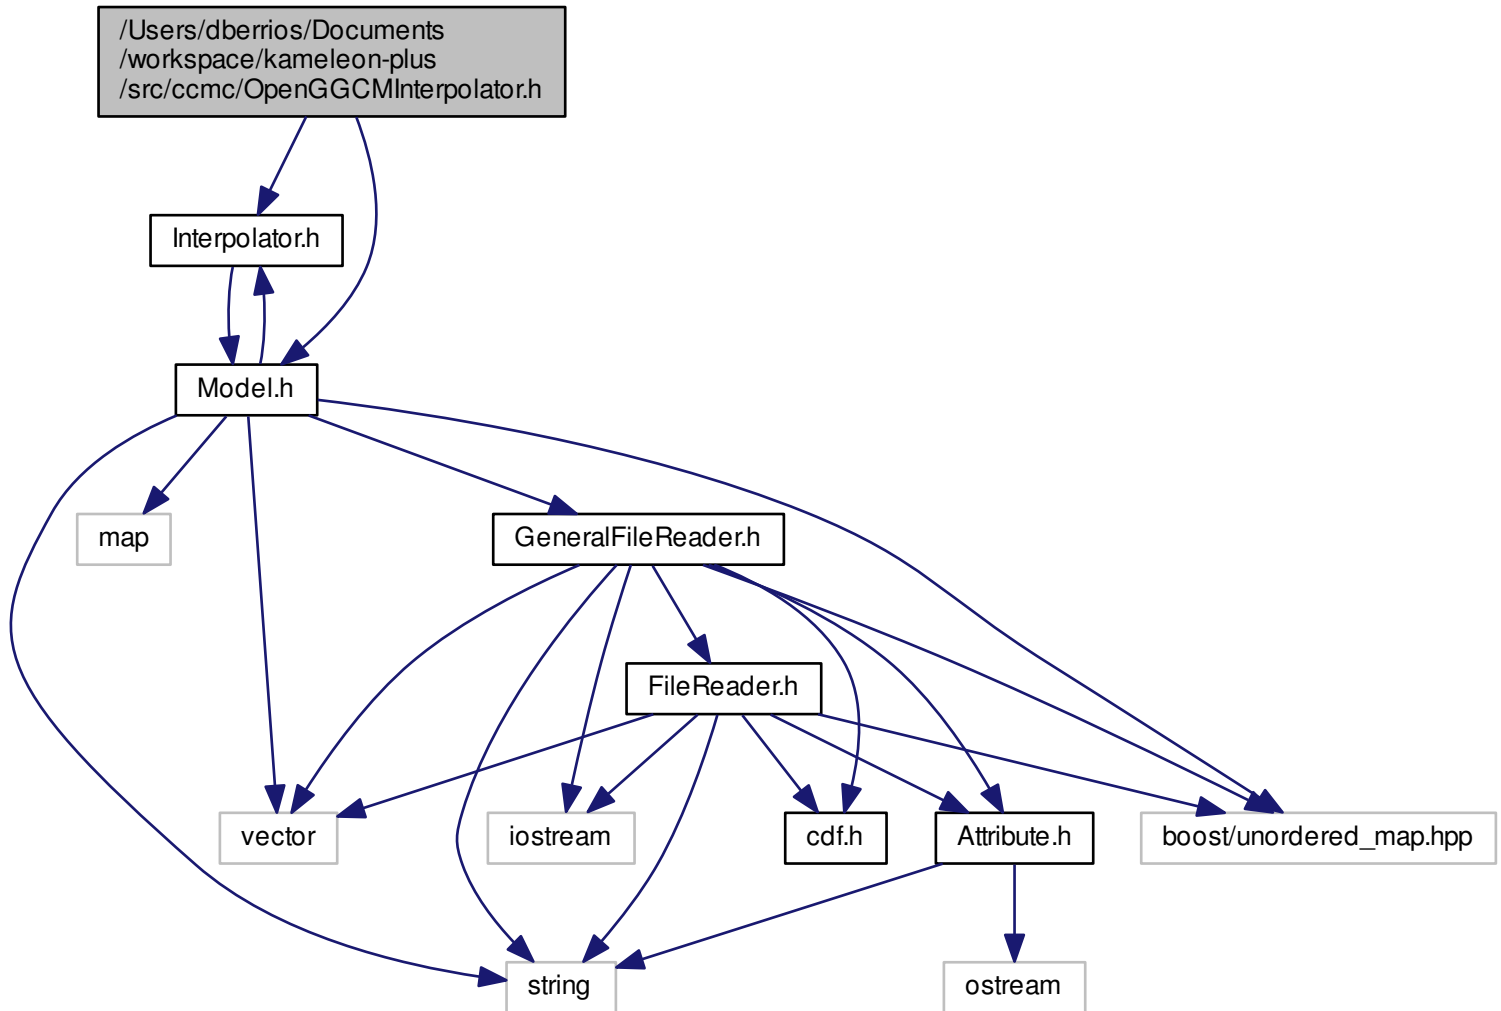 /Users/dberrios/Documents
/workspace/kameleon-plus
/src/ccmc/OpenGGCMInterpolator.h
Interpolator.h
Model.h
map
GeneralFileReader.h
FileReader.h
vector
iostream
cdf.h
Attribute.h
boost/unordered_map.hpp
string
ostream